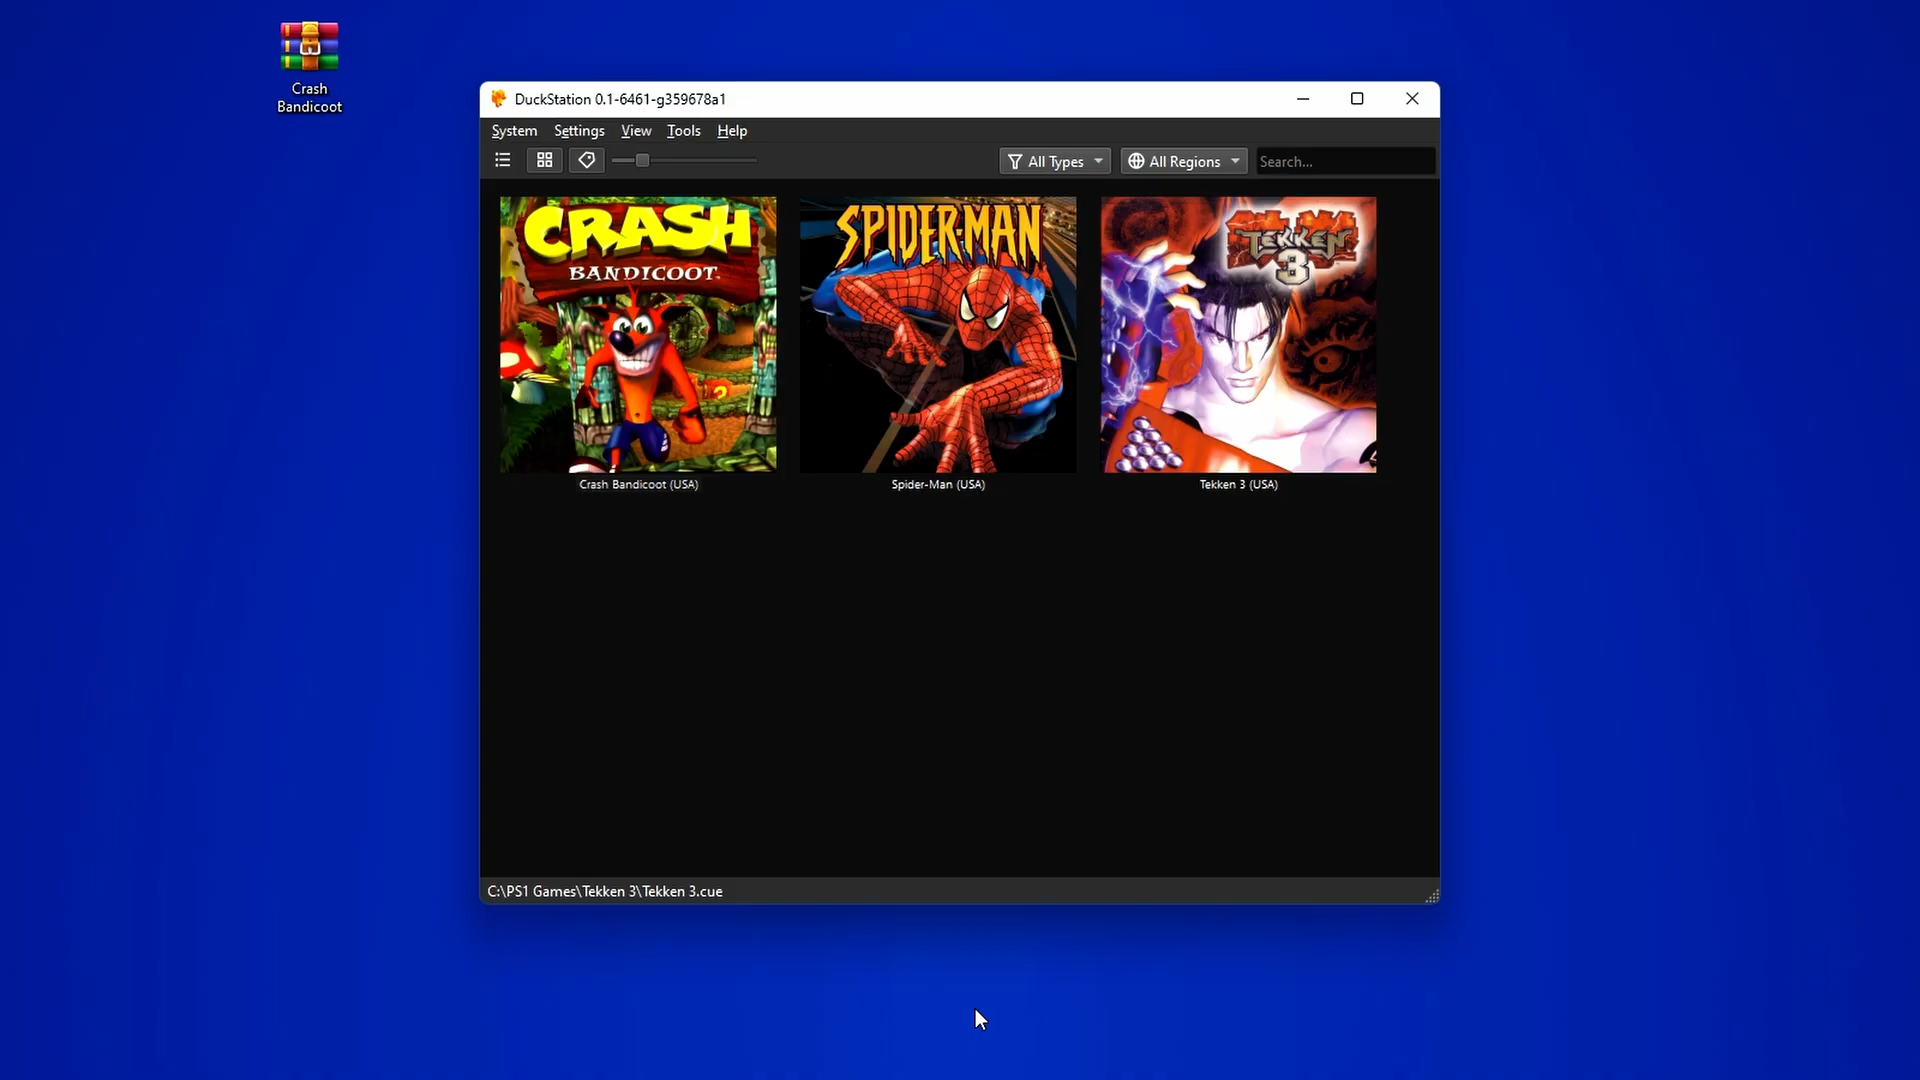 Crash
Bandicoot
DuckStation 0.1-6461-g359678a1
System Settings View Tools Help
All Types All Regions Search...
CRASH
BANDICOOT
SPIDER-MAN
TEKKEN
3
Crash Bandicoot (USA) Spider-Man (USA) Tekken 3 (USA)
C:\PS1 Games\Tekken 3\Tekken 3.cue